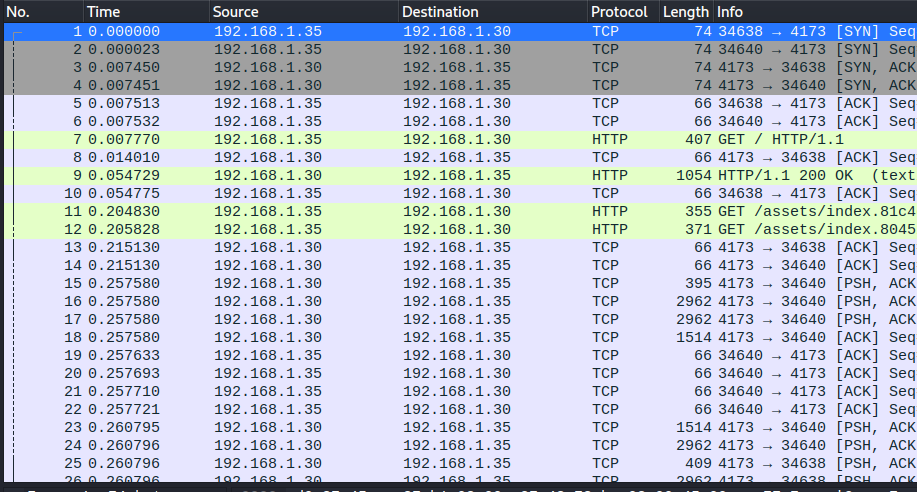 No. Time Source Destination Protocol Length Info
1 0.000000 192.168.1.35 192.168.1.30 TCP 74 34638 → 4173 [SYN] Seq
2 0.000023 192.168.1.35 192.168.1.30 TCP 74 34640 → 4173 [SYN] Seq
3 0.007450 192.168.1.30 192.168.1.35 TCP 74 4173 → 34638 [SYN, ACK
4 0.007451 192.168.1.30 192.168.1.35 TCP 74 4173 → 34640 [SYN, ACK
5 0.007513 192.168.1.35 192.168.1.30 TCP 66 34638 → 4173 [ACK] Seq
6 0.007532 192.168.1.35 192.168.1.30 TCP 66 34640 → 4173 [ACK] Seq
7 0.007770 192.168.1.35 192.168.1.30 HTTP 407 GET / HTTP/1.1
8 0.014010 192.168.1.30 192.168.1.35 TCP 66 4173 → 34638 [ACK] Seq
9 0.054729 192.168.1.30 192.168.1.35 HTTP 1054 HTTP/1.1 200 OK (text
10 0.054775 192.168.1.35 192.168.1.30 TCP 66 34638 → 4173 [ACK] Seq
11 0.204830 192.168.1.35 192.168.1.30 HTTP 355 GET /assets/index.81c4
12 0.205828 192.168.1.35 192.168.1.30 HTTP 371 GET /assets/index.8045
13 0.215130 192.168.1.30 192.168.1.35 TCP 66 4173 → 34638 [ACK] Seq
14 0.215130 192.168.1.30 192.168.1.35 TCP 66 4173 → 34640 [ACK] Seq
15 0.257580 192.168.1.30 192.168.1.35 TCP 395 4173 → 34640 [PSH, ACK
16 0.257580 192.168.1.30 192.168.1.35 TCP 2962 4173 → 34640 [PSH, ACK
17 0.257580 192.168.1.30 192.168.1.35 TCP 2962 4173 → 34640 [PSH, ACK
18 0.257580 192.168.1.30 192.168.1.35 TCP 1514 4173 → 34640 [ACK] Seq
19 0.257633 192.168.1.35 192.168.1.30 TCP 66 34640 → 4173 [ACK] Seq
20 0.257693 192.168.1.35 192.168.1.30 TCP 66 34640 → 4173 [ACK] Seq
21 0.257710 192.168.1.35 192.168.1.30 TCP 66 34640 → 4173 [ACK] Seq
22 0.257721 192.168.1.35 192.168.1.30 TCP 66 34640 → 4173 [ACK] Seq
23 0.260795 192.168.1.30 192.168.1.35 TCP 1514 4173 → 34640 [PSH, ACK
24 0.260796 192.168.1.30 192.168.1.35 TCP 2962 4173 → 34640 [PSH, ACK
25 0.260796 192.168.1.30 192.168.1.35 TCP 409 4173 → 34640 [PSH, ACK
26 0.260796 192.168.1.30 192.168.1.35 TCP 2962 4173 → 34640 [PSH, ACK